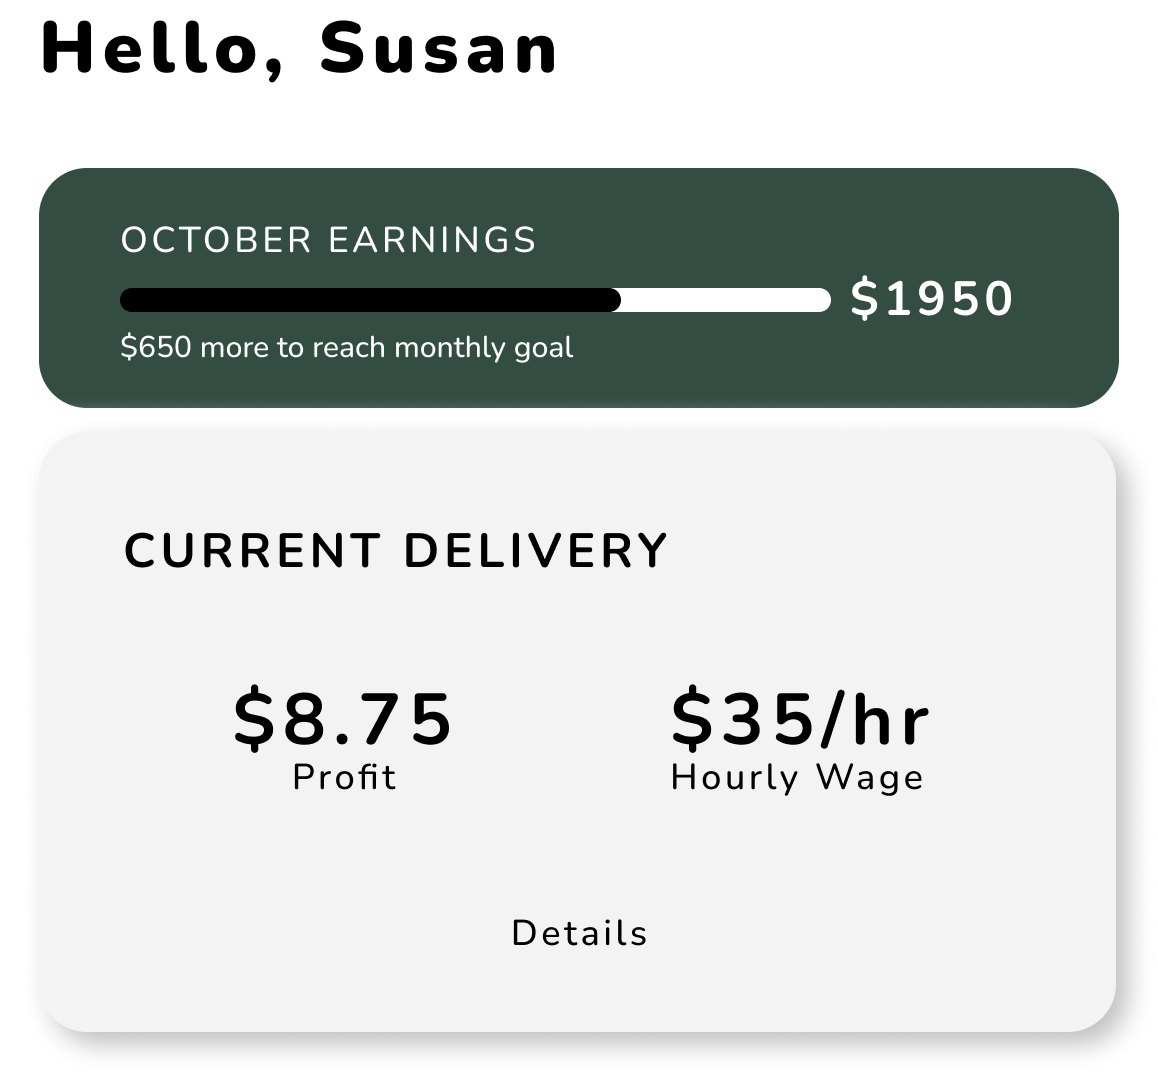 Hello, Susan
OCTOBER EARNINGS
$1950
$650 more to reach monthly goal
CURRENT DELIVERY
$8.75 $35/hr
Profit Hourly Wage
Details